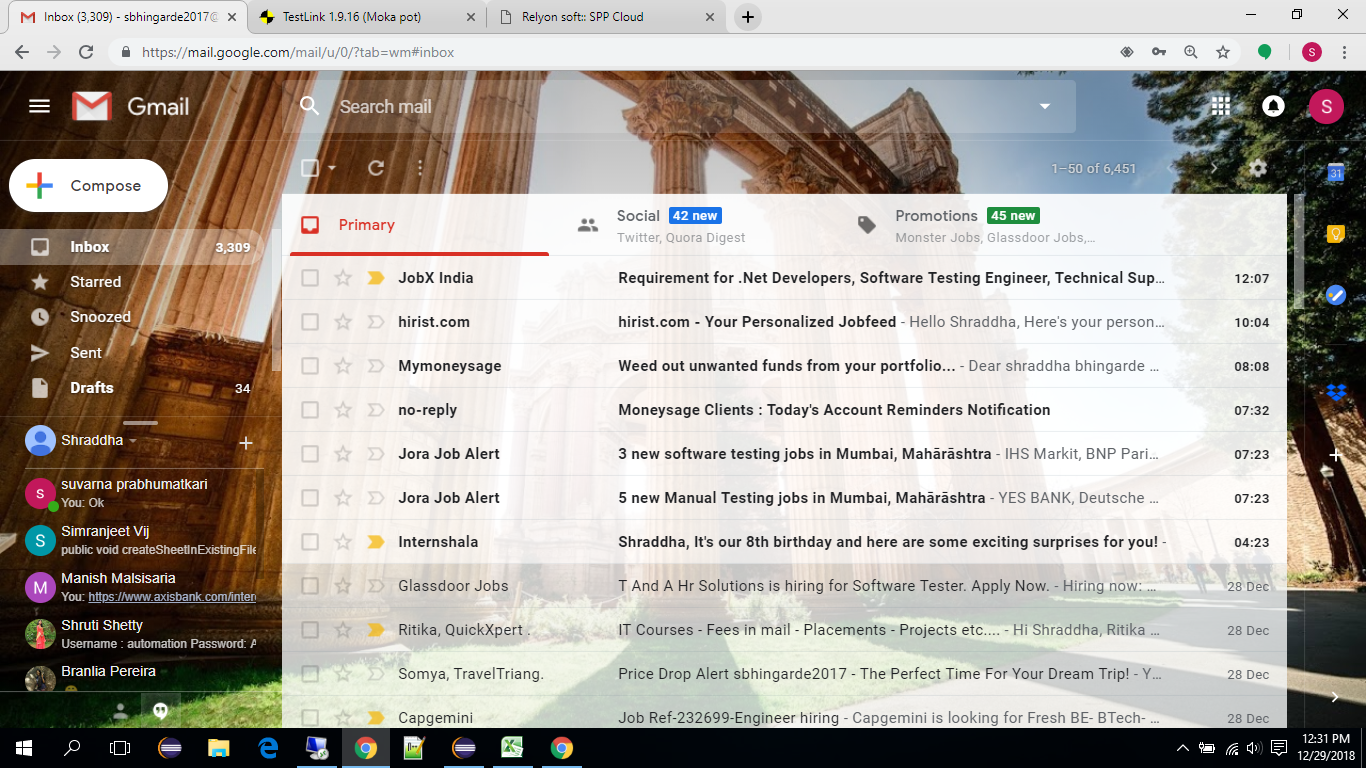 Inbox (3,309) - sbhingarde2017@
TestLink 1.9.16 (Moka pot)
Relyon soft:: SPP Cloud
https://mail.google.com/mail/u/0/?tab=wm#inbox
S
Gmail
Search mail
S
Compose
1–50 of 6,451
31
Primary
Social 42 new
Twitter, Quora Digest
Promotions 45 new
Monster Jobs, Glassdoor Jobs,…
Inbox 3,309
Starred
Snoozed
Sent
Drafts 34
Shraddha
suvarna prabhumatkari
You: Ok
Simranjeet Vij
public void createSheetInExistingFile
Manish Malsisaria
You: https://www.axisbank.com/inter
Shruti Shetty
Username : automation Password: A
Branlia Pereira
S
S
M
JobX India Requirement for .Net Developers, Software Testing Engineer, Technical Sup… 12:07
hirist.com hirist.com - Your Personalized Jobfeed - Hello Shraddha, Here's your person… 10:04
Mymoneysage Weed out unwanted funds from your portfolio... - Dear shraddha bhingarde … 08:08
no-reply Moneysage Clients : Today's Account Reminders Notification 07:32
Jora Job Alert 3 new software testing jobs in Mumbai, Mahārāshtra - IHS Markit, BNP Pari… 07:23
Jora Job Alert 5 new Manual Testing jobs in Mumbai, Mahārāshtra - YES BANK, Deutsche … 07:23
Internshala Shraddha, It's our 8th birthday and here are some exciting surprises for you! - 04:23
Glassdoor Jobs T And A Hr Solutions is hiring for Software Tester. Apply Now. - Hiring now: … 28 Dec
Ritika, QuickXpert . IT Courses - Fees in mail - Placements - Projects etc.... - Hi Shraddha, Ritika … 28 Dec
Somya, TravelTriang. Price Drop Alert sbhingarde2017 - The Perfect Time For Your Dream Trip! - Y… 28 Dec
Capgemini Job Ref-232699-Engineer hiring - Capgemini is looking for Fresh BE- BTech- … 28 Dec
12:31 PM
12/29/2018